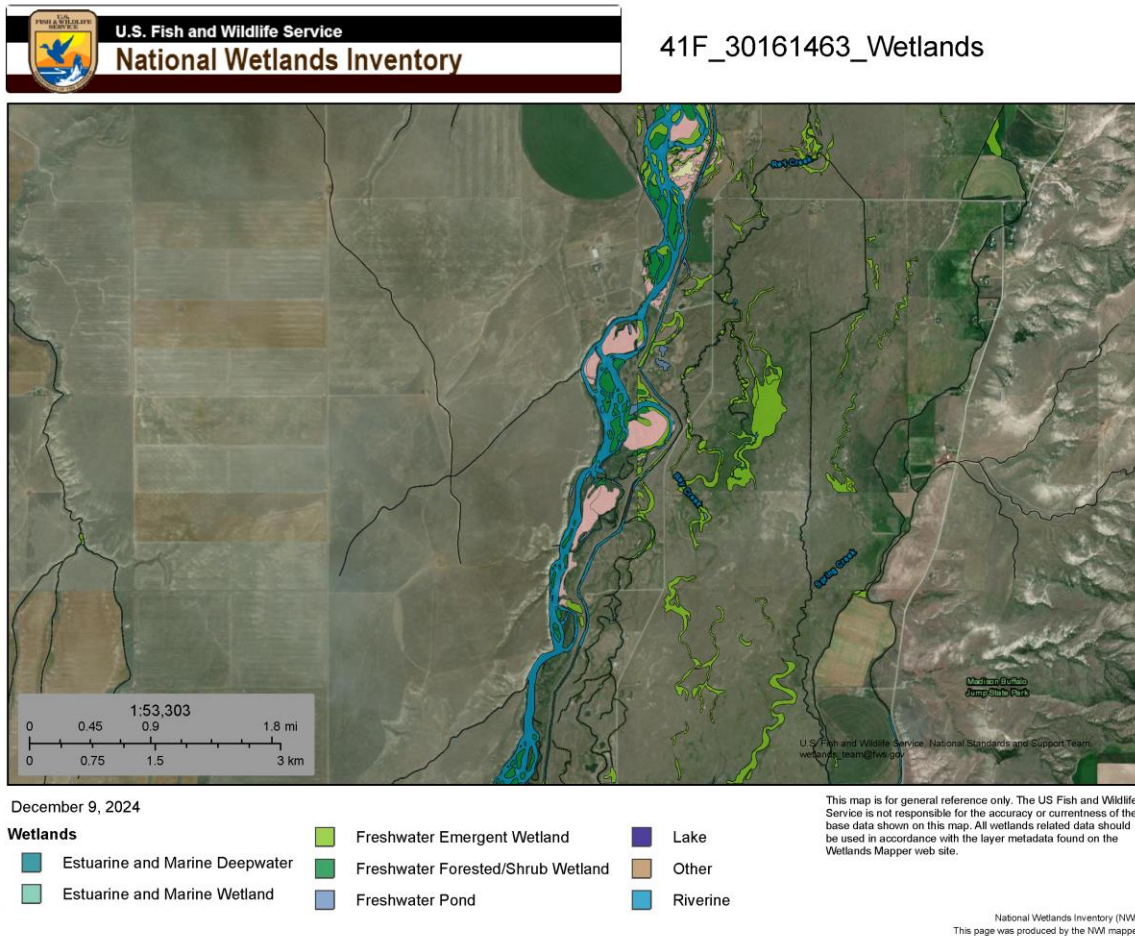 U.S.
FISH & WILDLIFE
SERVICE
U.S. Fish and Wildlife Service
National Wetlands Inventory
41F_30161463_Wetlands
Rey Creek
Rey Creek
Spring Creek
Madison Buffalo
Jump State Park
1:53,303
0 0.45 0.9 1.8 mi
0 0.75 1.5 3 km
U.S. Fish and Wildlife Service, National Standards and Support Team,
wetlands_team@fws.gov
December 9, 2024
Wetlands
Estuarine and Marine Deepwater
Estuarine and Marine Wetland
Freshwater Emergent Wetland
Freshwater Forested/Shrub Wetland
Freshwater Pond
Lake
Other
Riverine
This map is for general reference only. The US Fish and Wildlife
Service is not responsible for the accuracy or currentness of the
base data shown on this map. All wetlands related data should
be used in accordance with the layer metadata found on the
Wetlands Mapper web site.
National Wetlands Inventory (NW
This page was produced by the NWI mappe